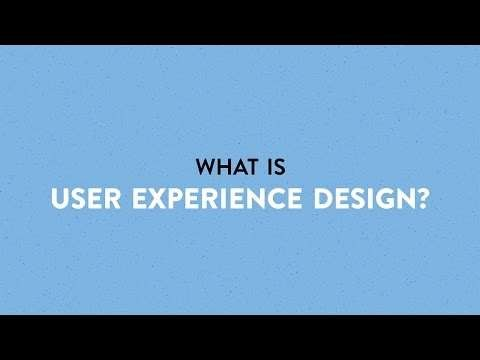 WHAT IS
USER EXPERIENCE DESIGN?